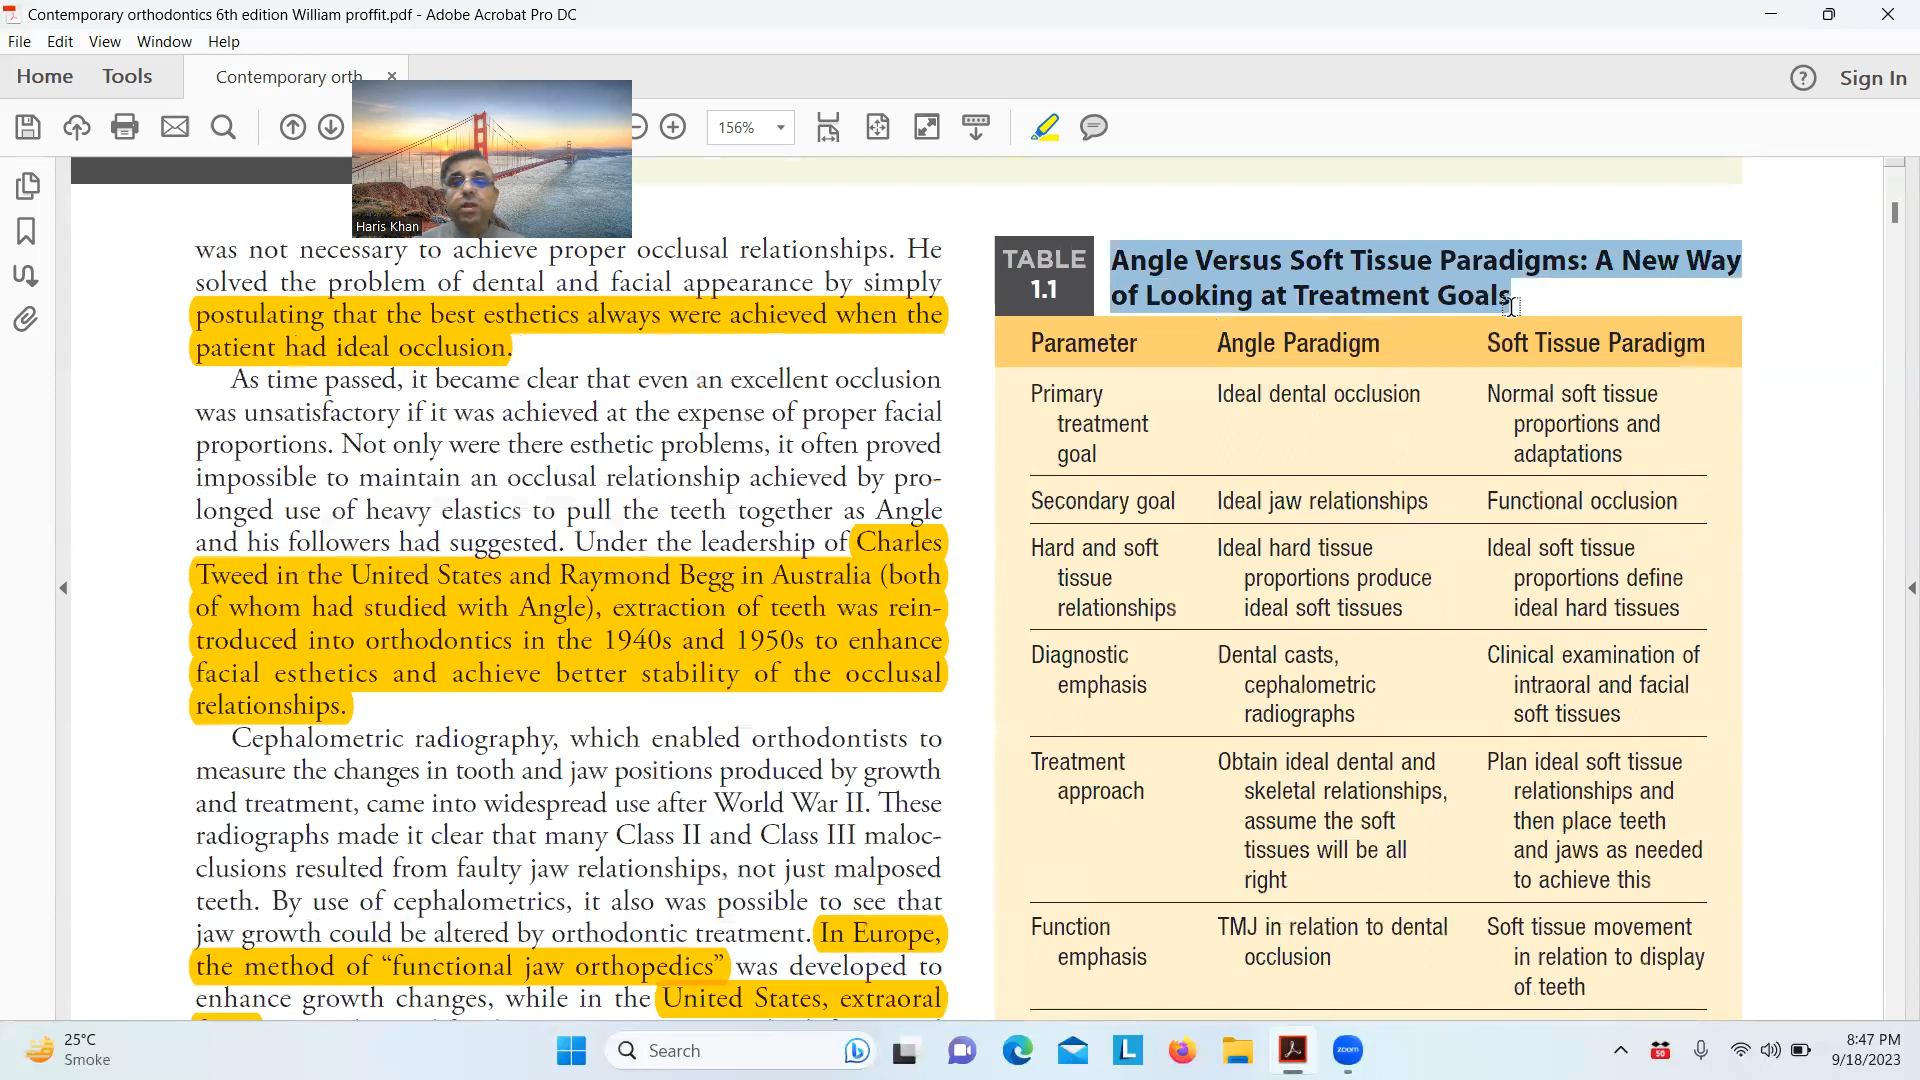 Contemporary orthodontics 6th edition William proffit.pdf - Adobe Acrobat Pro DC
File Edit View Window Help
Home Tools Contemporary orth... × ? Sign In
156%
Haris Khan
was not necessary to achieve proper occlusal relationships. He
solved the problem of dental and facial appearance by simply
postulating that the best esthetics always were achieved when the
patient had ideal occlusion.
As time passed, it became clear that even an excellent occlusion
was unsatisfactory if it was achieved at the expense of proper facial
proportions. Not only were there esthetic problems, it often proved
impossible to maintain an occlusal relationship achieved by pro-
longed use of heavy elastics to pull the teeth together as Angle
and his followers had suggested. Under the leadership of Charles
Tweed in the United States and Raymond Begg in Australia (both
of whom had studied with Angle), extraction of teeth was rein-
troduced into orthodontics in the 1940s and 1950s to enhance
facial esthetics and achieve better stability of the occlusal
relationships.
Cephalometric radiography, which enabled orthodontists to
measure the changes in tooth and jaw positions produced by growth
and treatment, came into widespread use after World War II. These
radiographs made it clear that many Class II and Class III maloc-
clusions resulted from faulty jaw relationships, not just malposed
teeth. By use of cephalometrics, it also was possible to see that
jaw growth could be altered by orthodontic treatment. In Europe,
the method of “functional jaw orthopedics” was developed to
enhance growth changes, while in the United States, extraoral
TABLE
1.1
Angle Versus Soft Tissue Paradigms: A New Way
of Looking at Treatment Goals
Parameter Angle Paradigm Soft Tissue Paradigm
Primary Ideal dental occlusion Normal soft tissue
treatment proportions and
goal adaptations
Secondary goal Ideal jaw relationships Functional occlusion
Hard and soft Ideal hard tissue Ideal soft tissue
tissue proportions produce proportions define
relationships ideal soft tissues ideal hard tissues
Diagnostic Dental casts, Clinical examination of
emphasis cephalometric intraoral and facial
radiographs soft tissues
Treatment Obtain ideal dental and Plan ideal soft tissue
approach skeletal relationships, relationships and
assume the soft then place teeth
tissues will be all and jaws as needed
right to achieve this
Function TMJ in relation to dental Soft tissue movement
emphasis occlusion in relation to display
of teeth
25°C
Smoke
Search
L
zoom
50
8:47 PM
9/18/2023